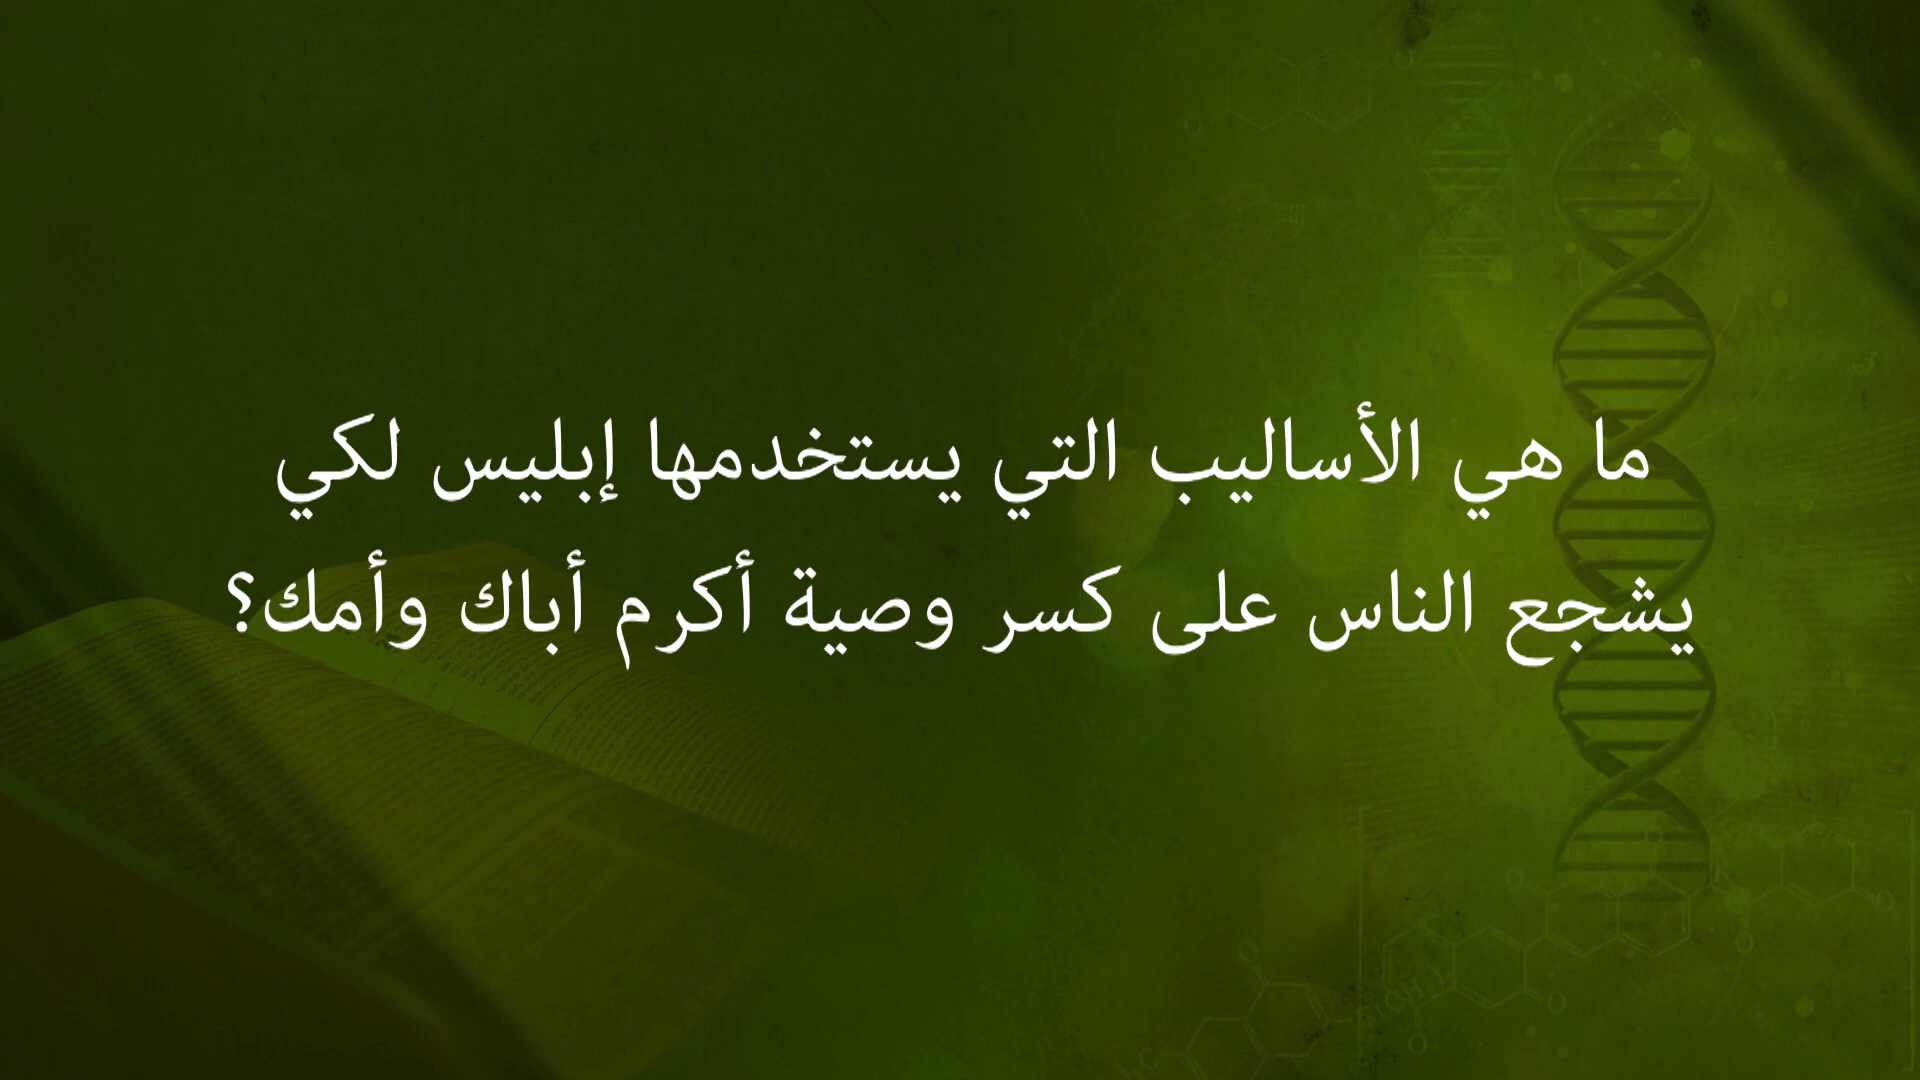 ما هي الأساليب التي يستخدمها إبليس لكي
يشجع الناس على كسر وصية أكرم أباك وأمك؟